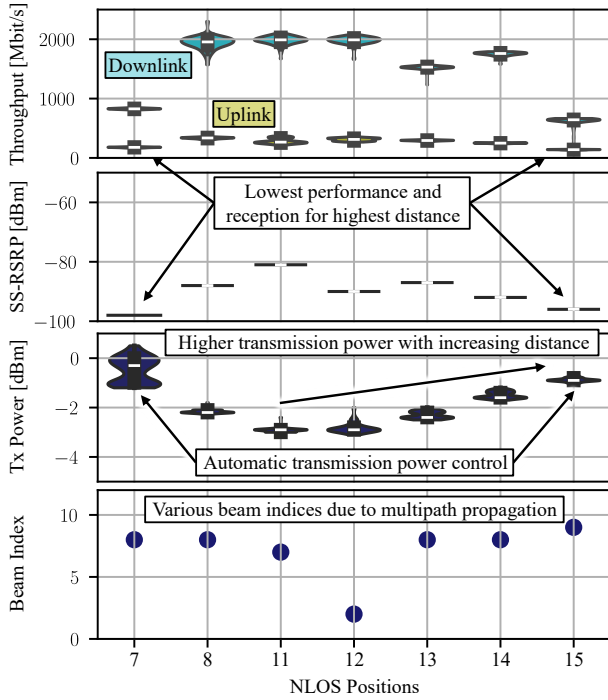 Throughput [Mbit/s]
2000
1000
0
Downlink
Uplink
SS-RSRP [dBm]
−60
−80
−100
Lowest performance and
reception for highest distance
Tx Power [dBm]
0
−2
−4
Higher transmission power with increasing distance
Automatic transmission power control
Beam Index
10
5
0
Various beam indices due to multipath propagation
7
8
11
12
13
14
15
NLOS Positions